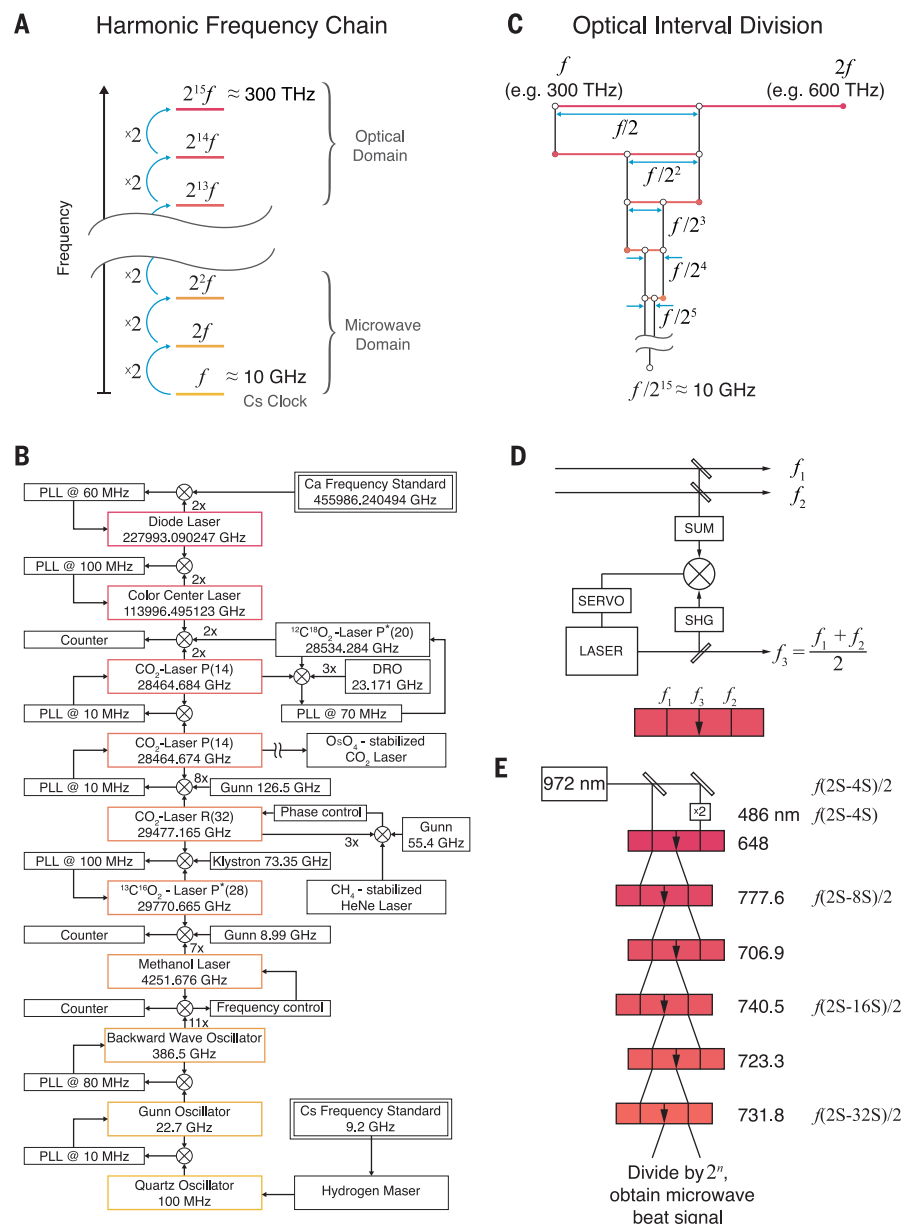 A Harmonic Frequency Chain
Frequency
2¹⁵f ≈ 300 THz
×2
2¹⁴f
×2
2¹³f
Optical
Domain
×2
2²f
×2
2f
×2
f ≈ 10 GHz
Cs Clock
Microwave
Domain
B
PLL @ 60 MHz
Ca Frequency Standard
455986.240494 GHz
2x
Diode Laser
227993.090247 GHz
PLL @ 100 MHz
2x
Color Center Laser
113996.495123 GHz
Counter
2x
¹²C¹⁸O₂-Laser P*(20)
28534.284 GHz
2x
CO₂-Laser P(14)
28464.684 GHz
3x
DRO
23.171 GHz
PLL @ 10 MHz
PLL @ 70 MHz
CO₂-Laser P(14)
28464.674 GHz
OsO₄ - stabilized
CO₂ Laser
8x
PLL @ 10 MHz
Gunn 126.5 GHz
CO₂-Laser R(32)
29477.165 GHz
Phase control
3x
Gunn
55.4 GHz
PLL @ 100 MHz
Klystron 73.35 GHz
¹³C¹⁶O₂ - Laser P*(28)
29770.665 GHz
CH₄ - stabilized
HeNe Laser
Counter
Gunn 8.99 GHz
7x
Methanol Laser
4251.676 GHz
Counter
Frequency control
11x
Backward Wave Oscillator
386.5 GHz
PLL @ 80 MHz
Gunn Oscillator
22.7 GHz
Cs Frequency Standard
9.2 GHz
PLL @ 10 MHz
Quartz Oscillator
100 MHz
Hydrogen Maser
C Optical Interval Division
f
(e.g. 300 THz)
2f
(e.g. 600 THz)
f/2
f/2²
f/2³
f/2⁴
f/2⁵
f/2¹⁵ ≈ 10 GHz
D
f₁
f₂
SUM
SERVO
SHG
LASER
f₃ = (f₁ + f₂)/2
f₁ f₃ f₂
E
972 nm
f(2S-4S)/2
×2
486 nm f(2S-4S)
648
777.6 f(2S-8S)/2
706.9
740.5 f(2S-16S)/2
723.3
731.8 f(2S-32S)/2
Divide by 2ⁿ,
obtain microwave
beat signal